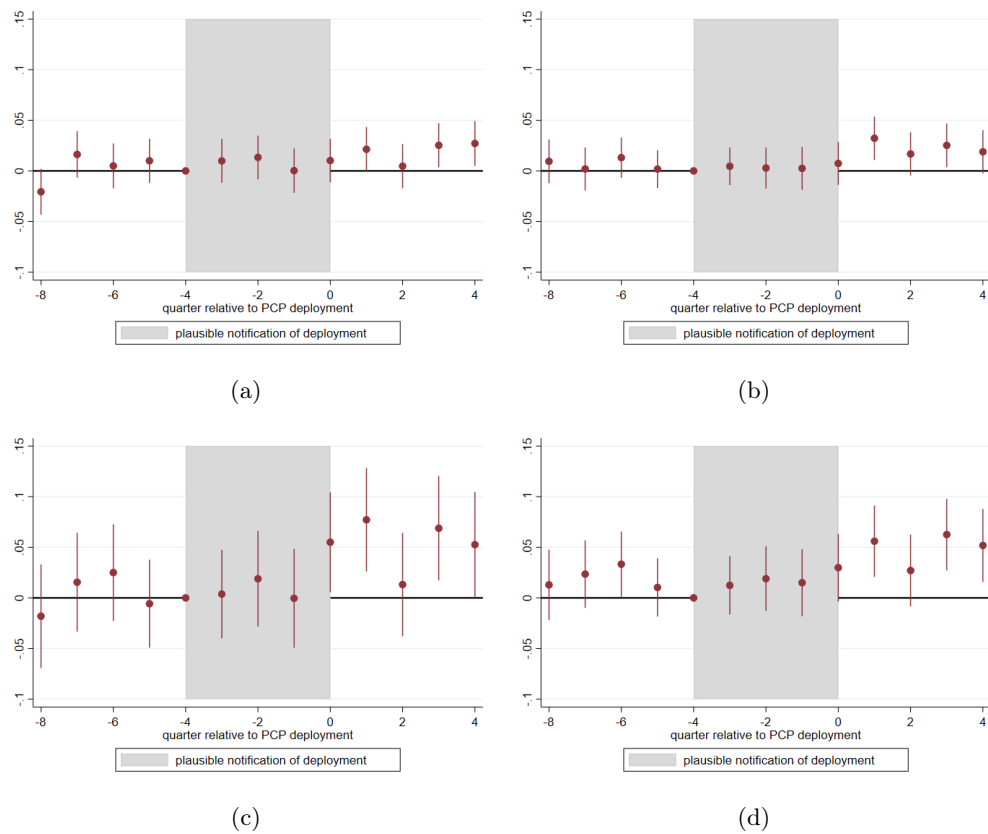 .15
.1
.05
0
-.05
-.1
-8 -6 -4 -2 0 2 4
quarter relative to PCP deployment
plausible notification of deployment
(a)
.15
.1
.05
0
-.05
-.1
-8 -6 -4 -2 0 2 4
quarter relative to PCP deployment
plausible notification of deployment
(b)
.15
.1
.05
0
-.05
-.1
-8 -6 -4 -2 0 2 4
quarter relative to PCP deployment
plausible notification of deployment
(c)
.15
.1
.05
0
-.05
-.1
-8 -6 -4 -2 0 2 4
quarter relative to PCP deployment
plausible notification of deployment
(d)